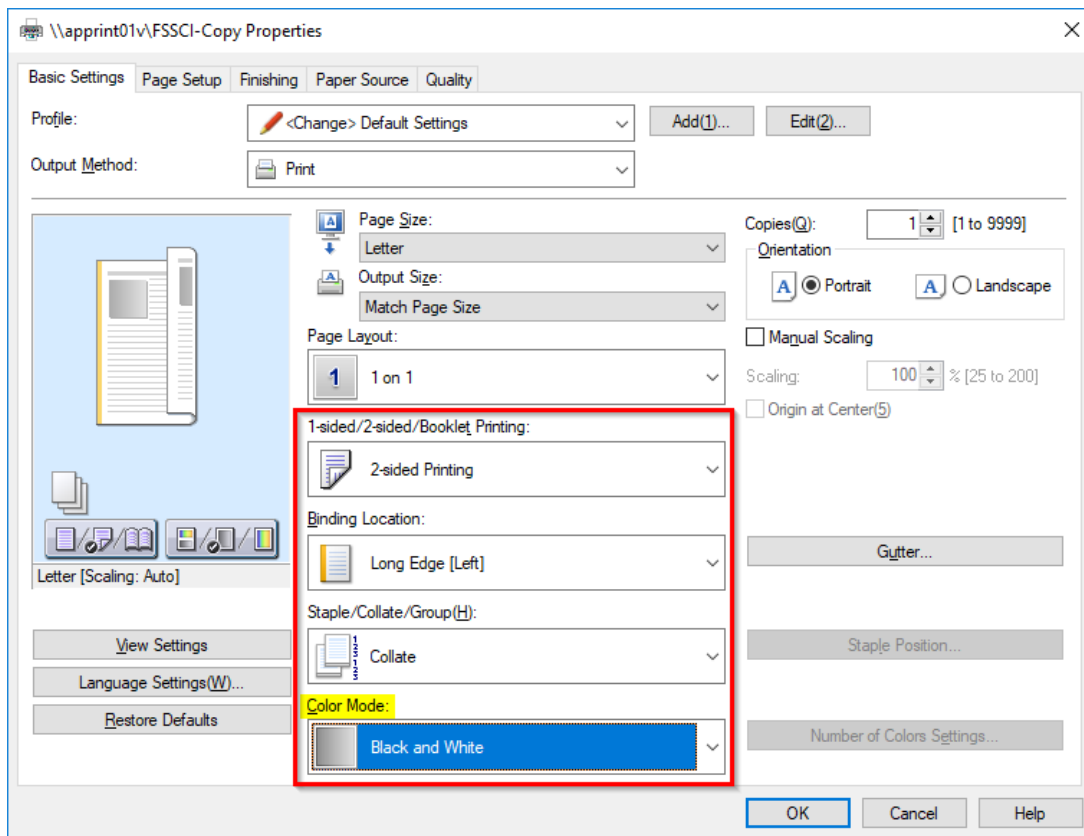 \\apprint01v\FSSCI-Copy Properties
Basic Settings Page Setup Finishing Paper Source Quality
Profile: <Change> Default Settings Add(1)... Edit(2)...
Output Method: Print
Page Size:
Letter
Output Size:
Match Page Size
Page Layout:
1 1 on 1
1-sided/2-sided/Booklet Printing:
2-sided Printing
Binding Location:
Long Edge [Left]
Staple/Collate/Group(H):
123123 Collate
Color Mode:
Black and White
Copies(Q): 1 [1 to 9999]
Orientation
A Portrait A Landscape
Manual Scaling
Scaling: 100 % [25 to 200]
Origin at Center(5)
Gutter...
Staple Position...
Number of Colors Settings...
Letter [Scaling: Auto]
View Settings
Language Settings(W)...
Restore Defaults
OK Cancel Help